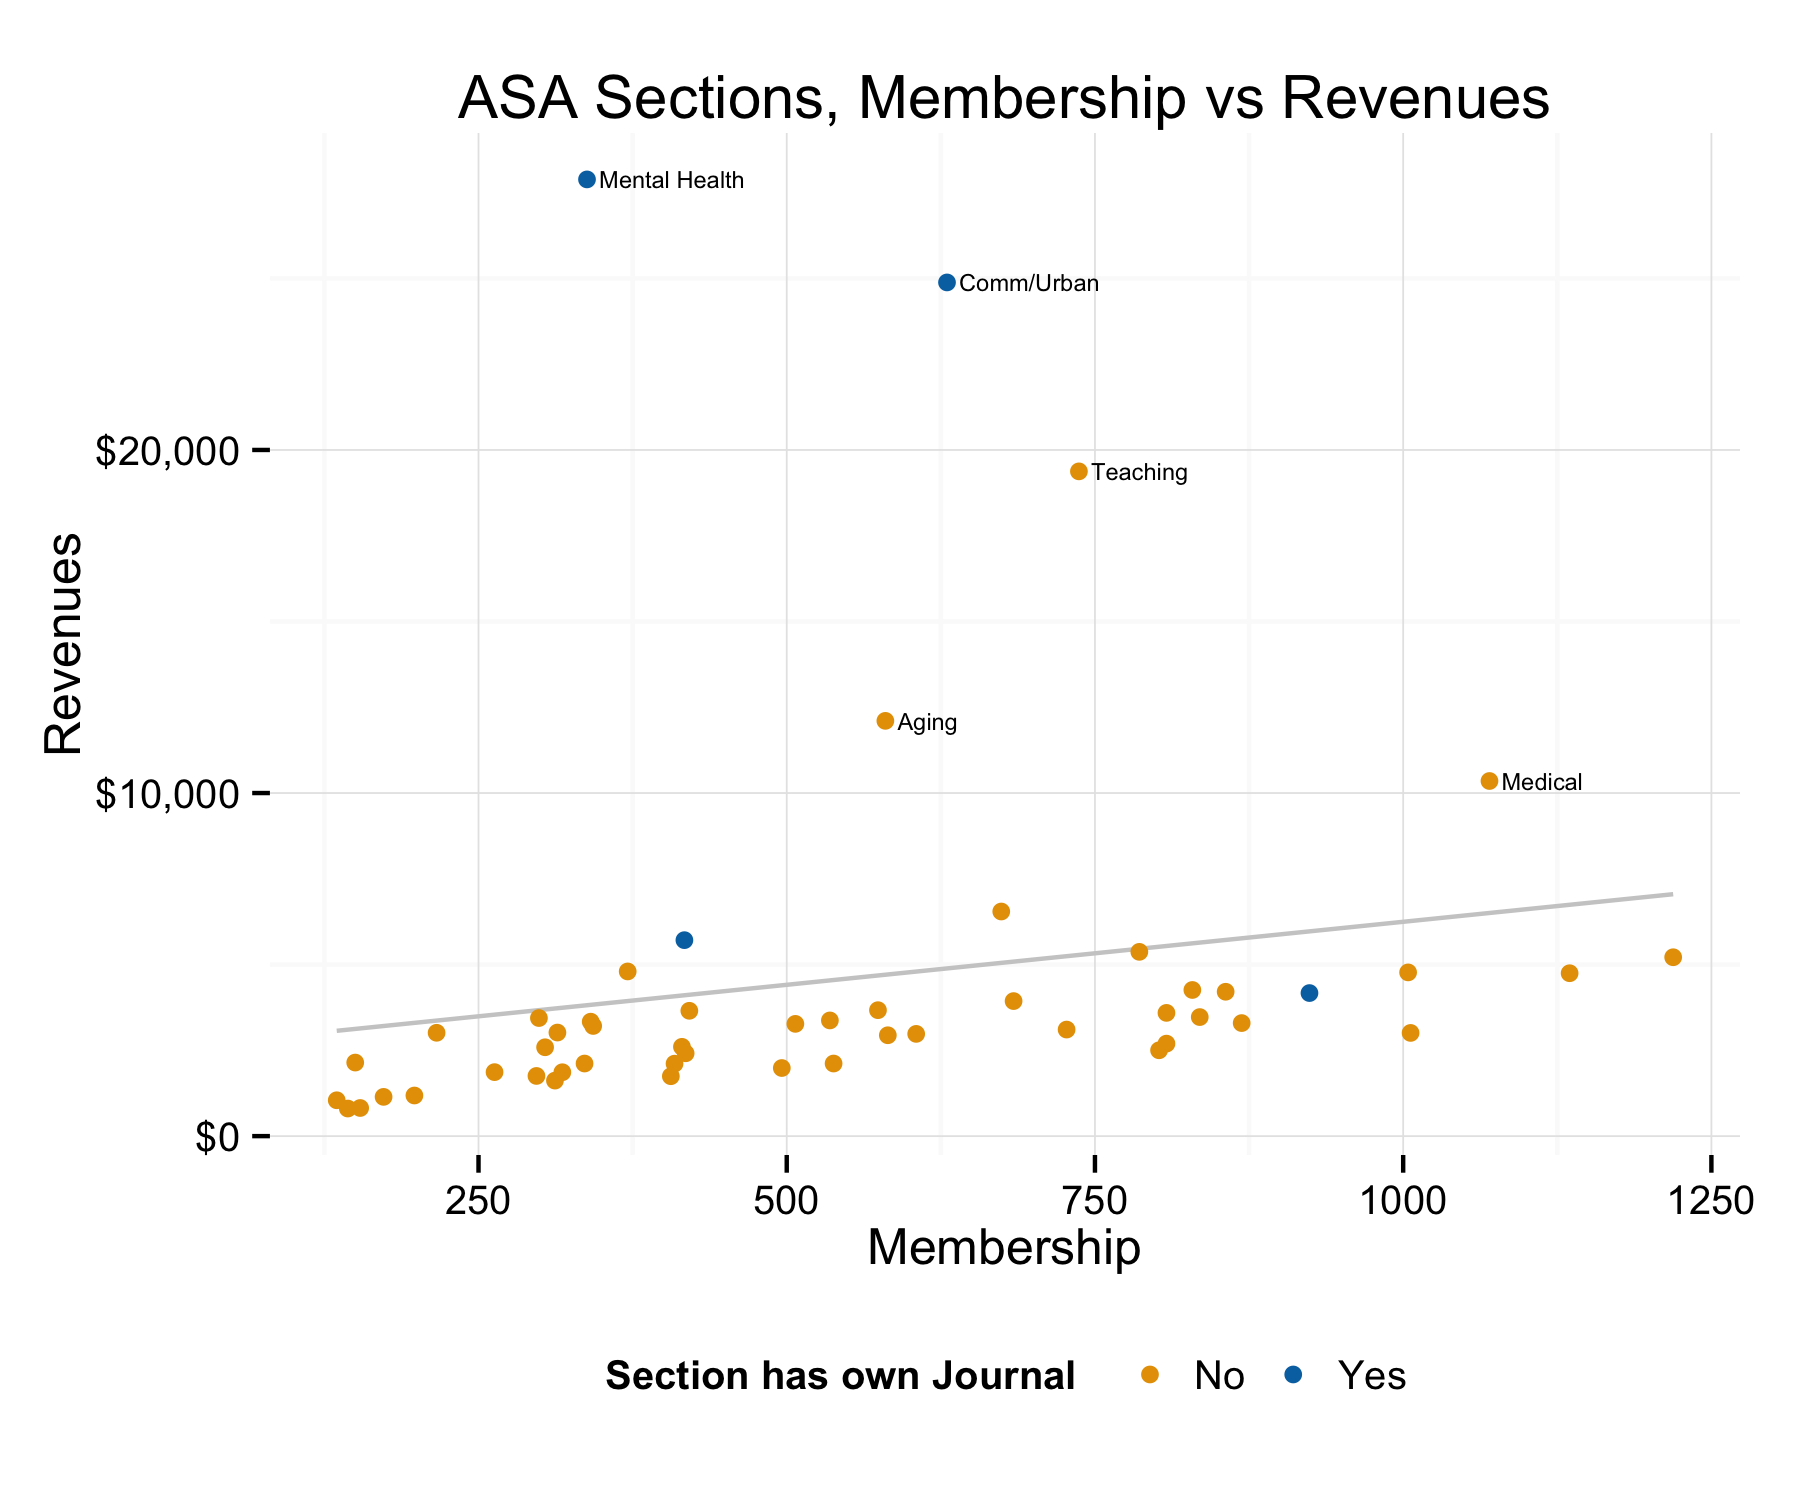 ASA Sections, Membership vs Revenues
Mental Health
Comm/Urban
$20,000
Teaching
Revenues
Aging
Medical
$10,000
$0
250 500 750 1000 1250
Membership
Section has own Journal No Yes